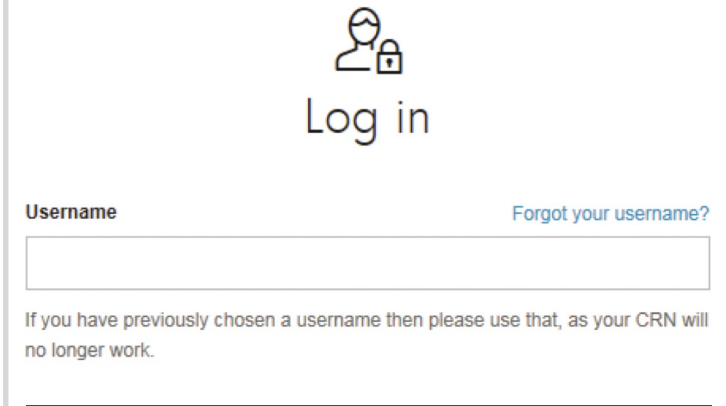 Log in
Username
Forgot your username?
If you have previously chosen a username then please use that, as your CRN will
no longer work.